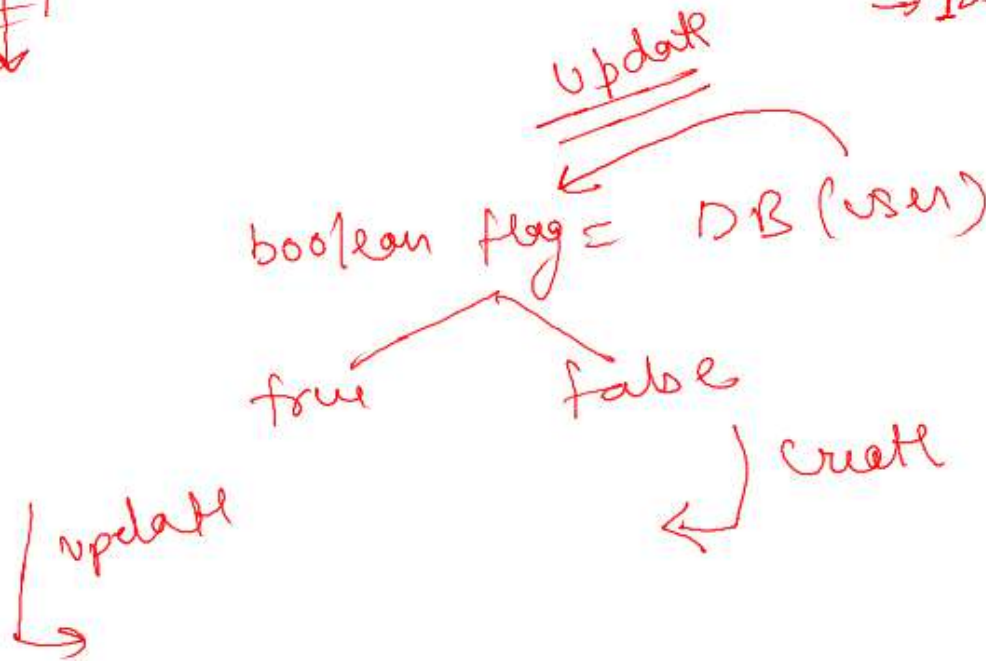 update
boolean flag = DB (user)
true false
create
update